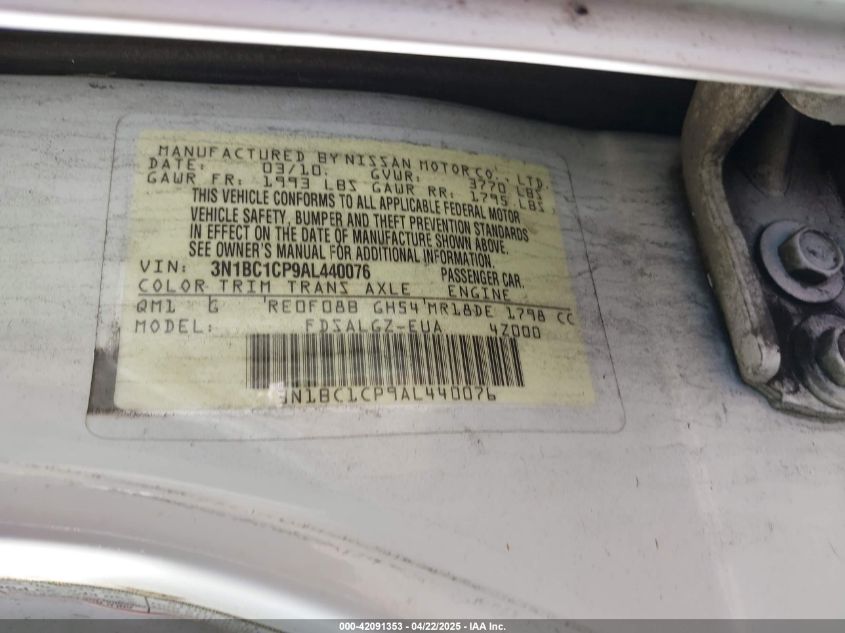 MANUFACTURED BY NISSAN MOTOR CO., LTD.
DATE: 03/10. GVWR: 3770 LBS
GAWR FR: 1993 LBS GAWR RR: 1795 LBS
THIS VEHICLE CONFORMS TO ALL APPLICABLE FEDERAL MOTOR
VEHICLE SAFETY, BUMPER AND THEFT PREVENTION STANDARDS
IN EFFECT ON THE DATE OF MANUFACTURE SHOWN ABOVE.
SEE OWNER'S MANUAL FOR ADDITIONAL INFORMATION.
VIN: 3N1BC1CP9AL440076 PASSENGER CAR.
COLOR TRIM TRANS AXLE ENGINE
QM1 G RE0F08B GH54 MR18DE 1798 CC
MODEL: FDSALGZ-EUA 4Z000
3N1BC1CP9AL440076
000-42091353 - 04/22/2025 - IAA Inc.